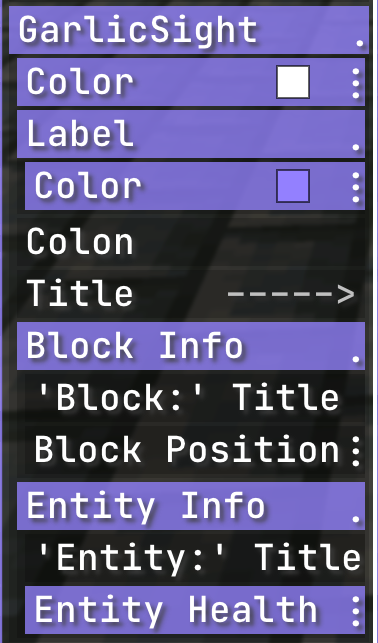 GarlicSight .
Color
Label .
Color
Colon
Title ----->
Block Info .
'Block:' Title
Block Position
Entity Info .
'Entity:' Title
Entity Health